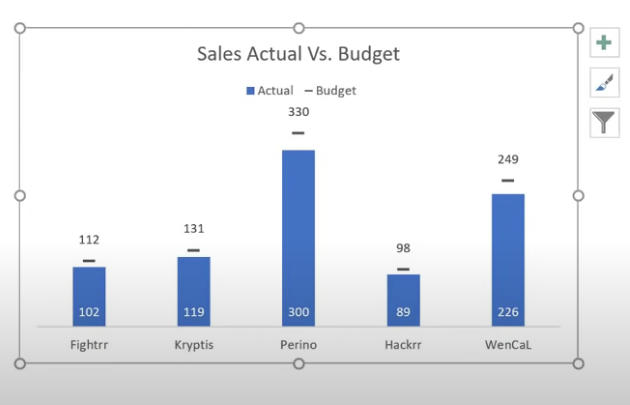 Sales Actual Vs. Budget
Actual Budget
330
249
131
112
98
102 119 300 89 226
Fightrr Kryptis Perino Hackrr WenCaL